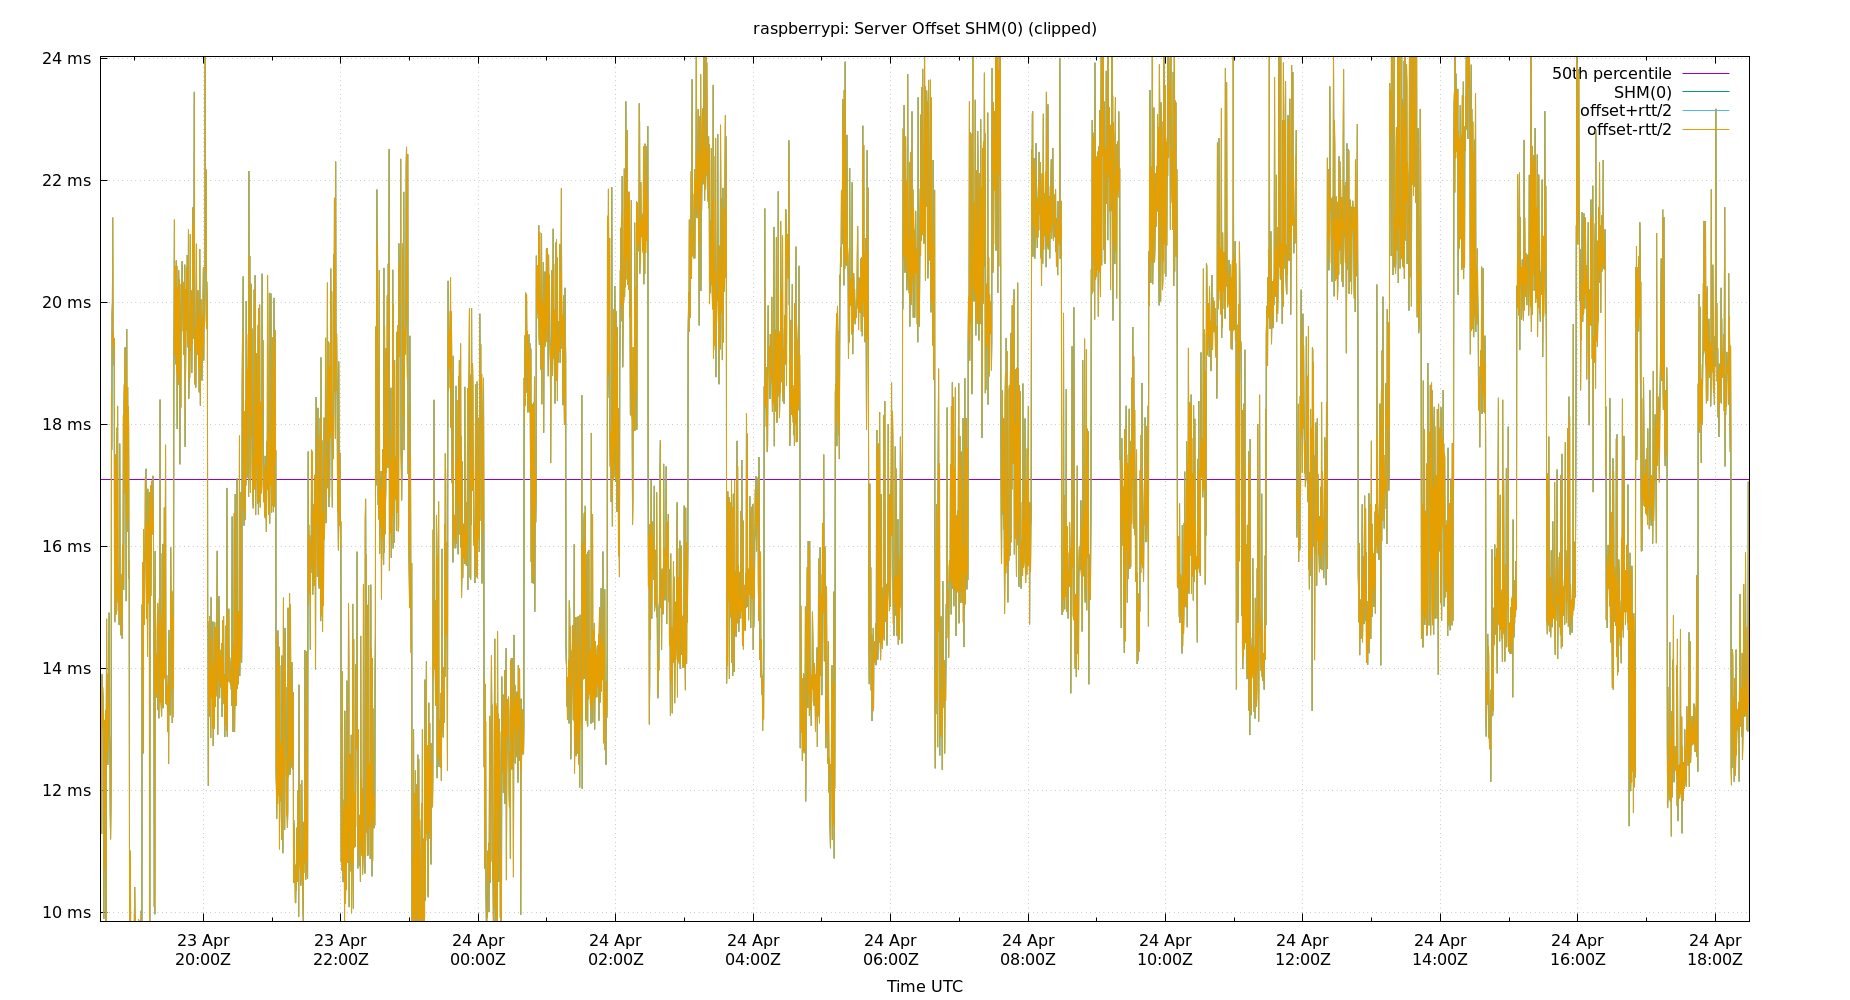 raspberrypi: Server Offset SHM(0) (clipped)
24 ms
22 ms
20 ms
18 ms
16 ms
14 ms
12 ms
10 ms
50th percentile
SHM(0)
offset+rtt/2
offset-rtt/2
23 Apr
20:00Z
23 Apr
22:00Z
24 Apr
00:00Z
24 Apr
02:00Z
24 Apr
04:00Z
24 Apr
06:00Z
24 Apr
08:00Z
24 Apr
10:00Z
24 Apr
12:00Z
24 Apr
14:00Z
24 Apr
16:00Z
24 Apr
18:00Z
Time UTC